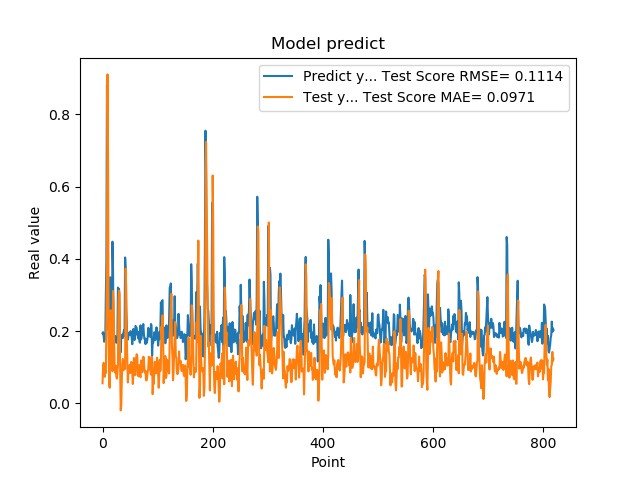 Model predict
Predict y... Test Score RMSE= 0.1114
Test y... Test Score MAE= 0.0971
Real value
0.8
0.6
0.4
0.2
0.0
0 200 400 600 800
Point